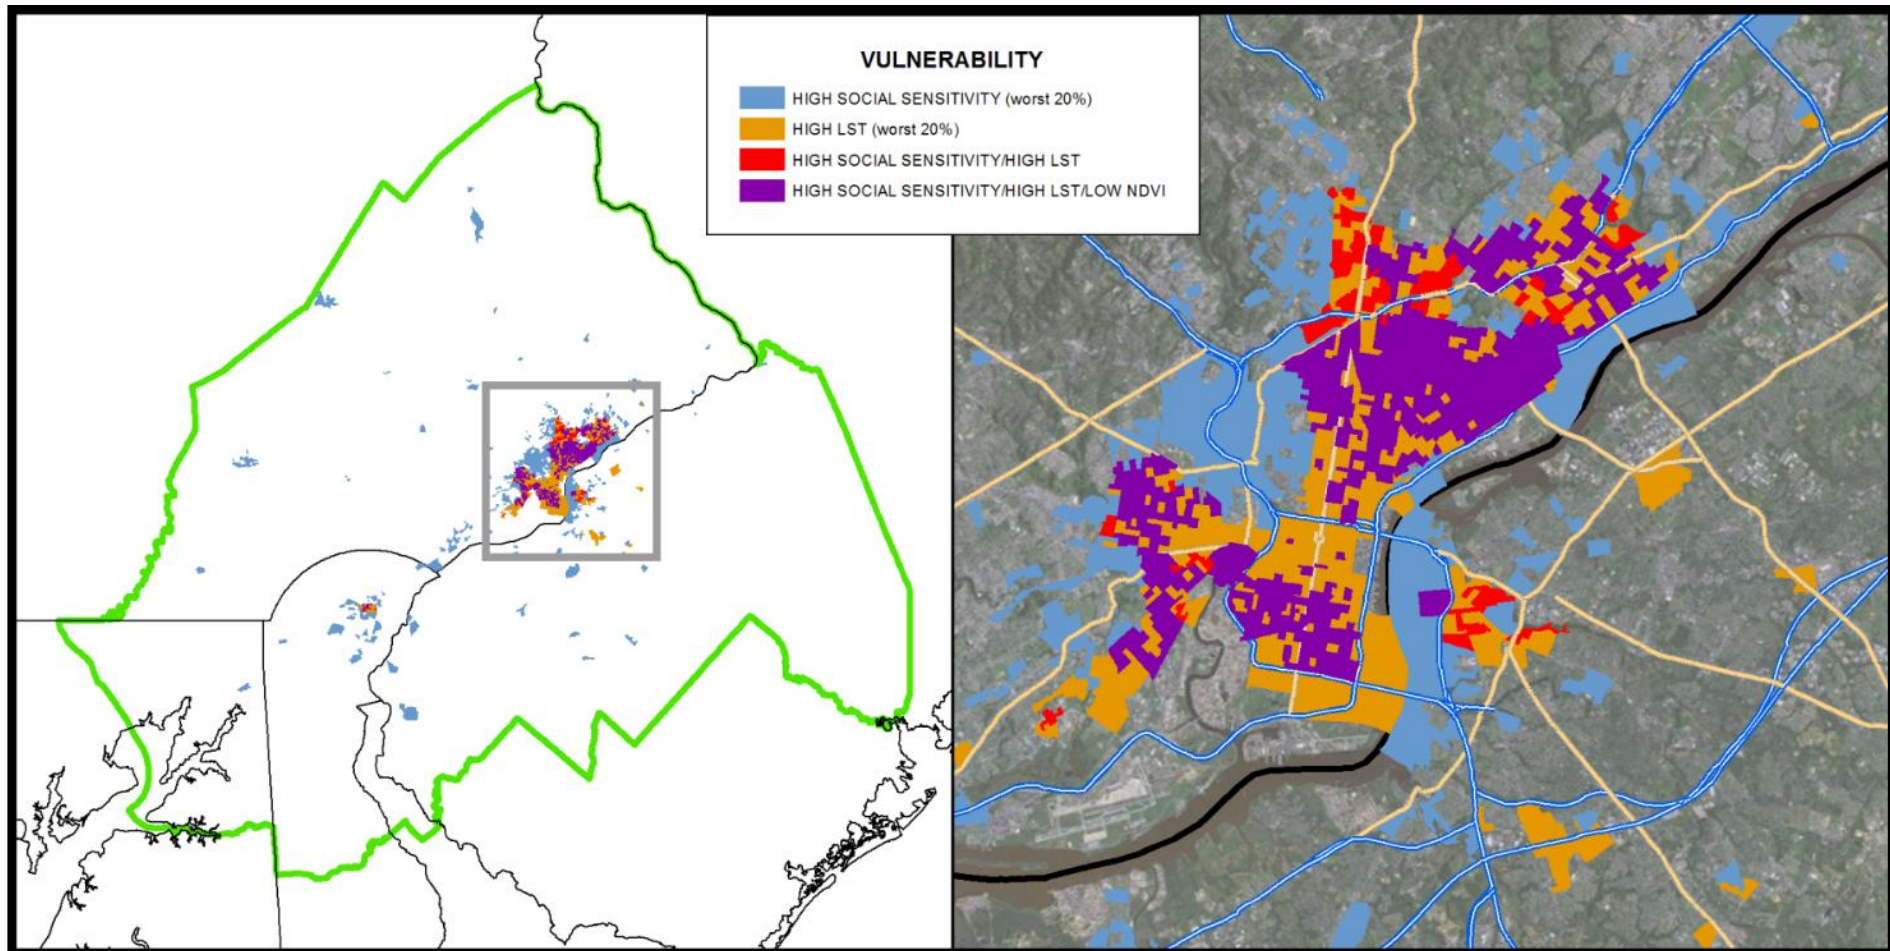 VULNERABILITY
HIGH SOCIAL SENSITIVITY (worst 20%)
HIGH LST (worst 20%)
HIGH SOCIAL SENSITIVITY/HIGH LST
HIGH SOCIAL SENSITIVITY/HIGH LST/LOW NDVI